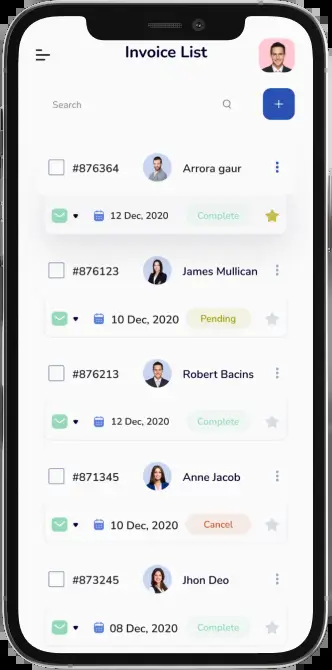 Invoice List
Search
#876364 Arrora gaur
12 Dec, 2020 Complete
#876123 James Mullican
10 Dec, 2020 Pending
#876213 Robert Bacins
12 Dec, 2020 Complete
#871345 Anne Jacob
10 Dec, 2020 Cancel
#873245 Jhon Deo
08 Dec, 2020 Complete